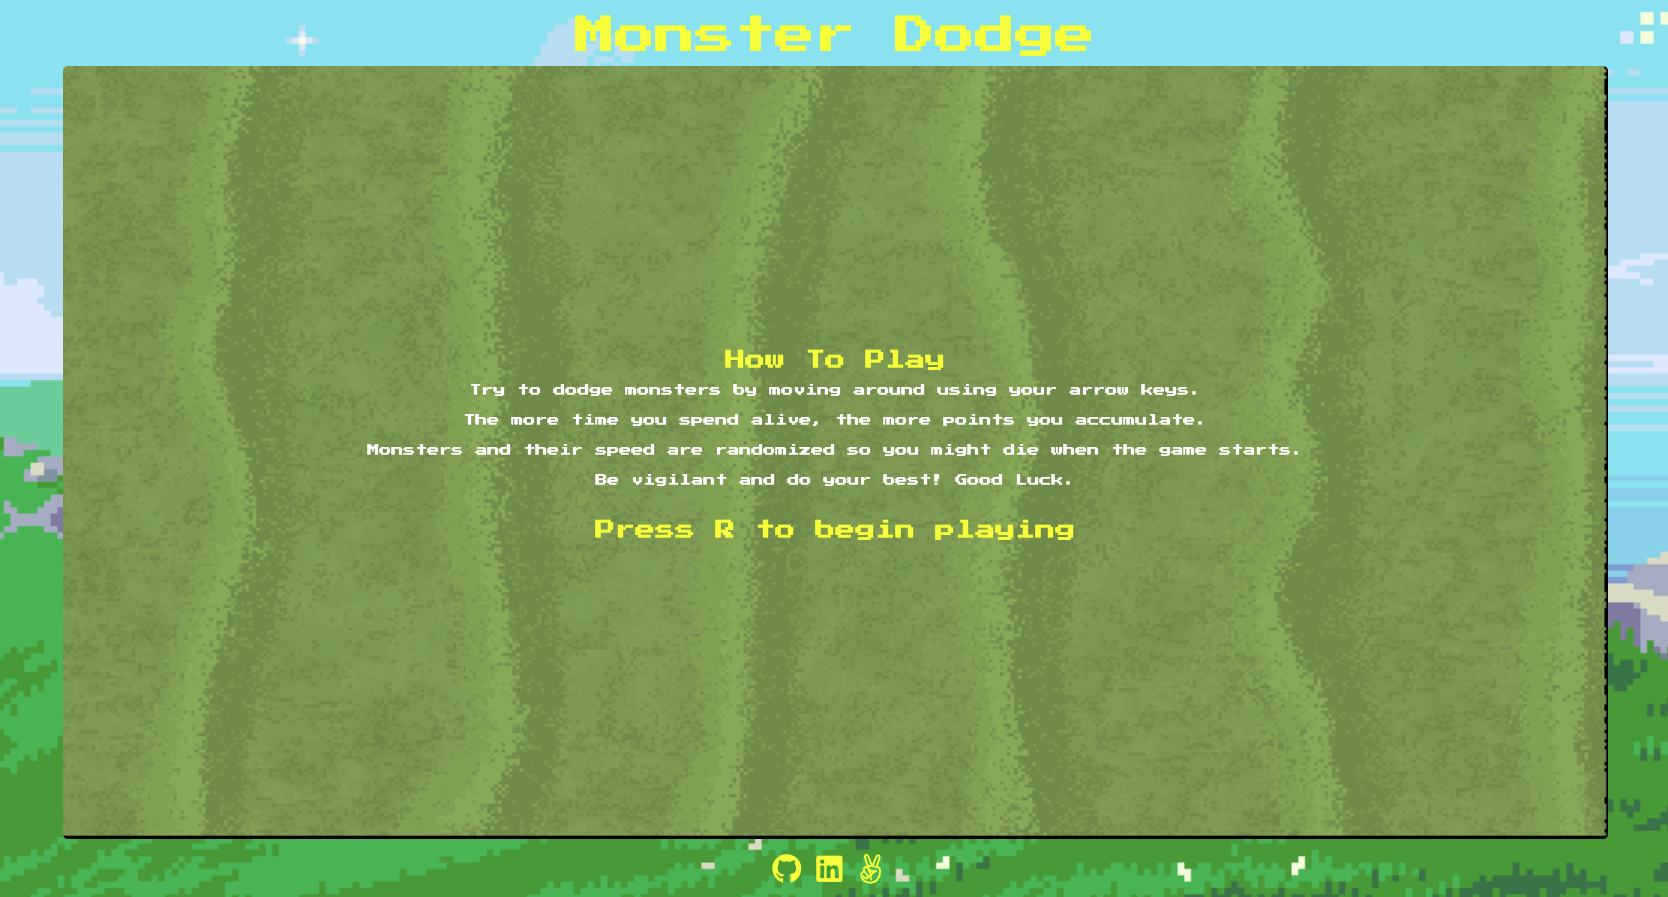 Monster Dodge
How To Play
Try to dodge monsters by moving around using your arrow keys.
The more time you spend alive, the more points you accumulate.
Monsters and their speed are randomized so you might die when the game starts.
Be vigilant and do your best! Good Luck.
Press R to begin playing
in